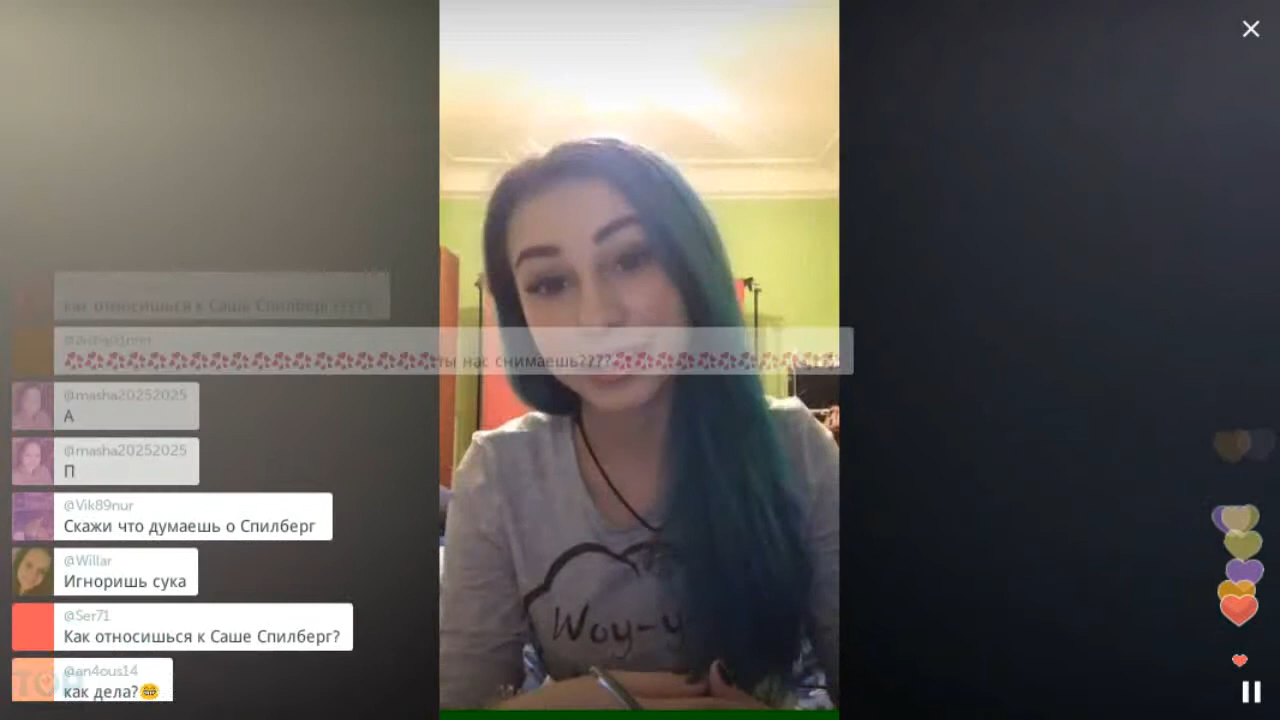 как относишься к Саше Спилберг????
ты нас снимаешь????
@masha20252025
А
@masha20252025
П
@Vik89nur
Скажи что думаешь о Спилберг
@Willar
Игноришь сука
@Ser71
Как относишься к Саше Спилберг?
@an4ous14
как дела?🤓
Woy-